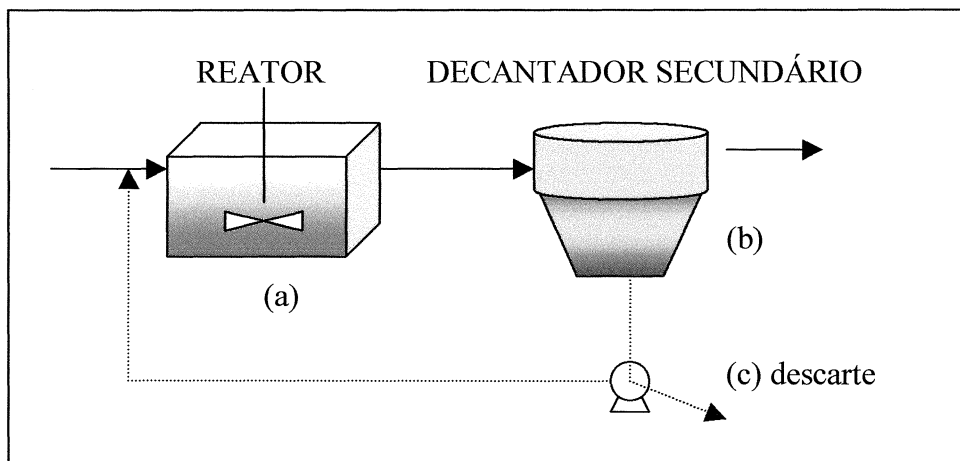 REATOR
DECANTADOR SECUNDÁRIO
(a)
(b)
(c) descarte